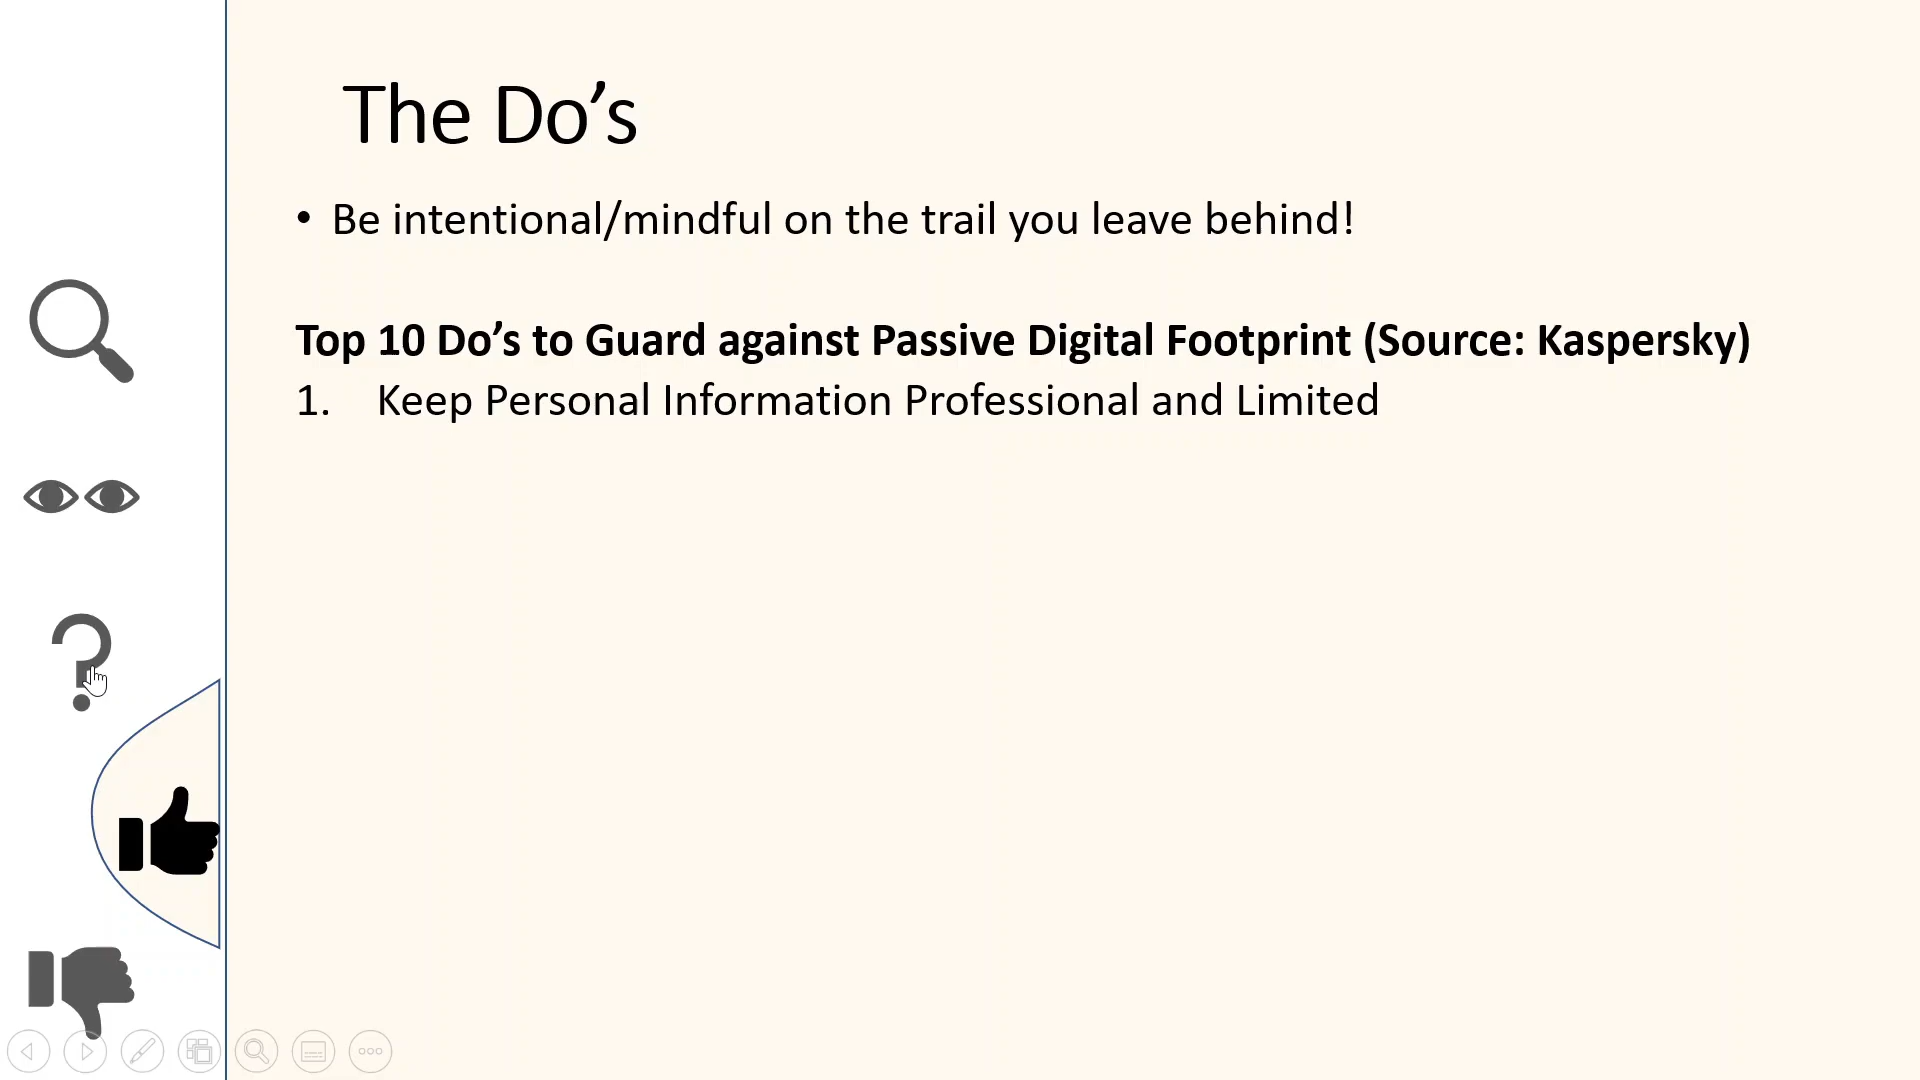 The Do’s
• Be intentional/mindful on the trail you leave behind!
Top 10 Do’s to Guard against Passive Digital Footprint (Source: Kaspersky)
1. Keep Personal Information Professional and Limited